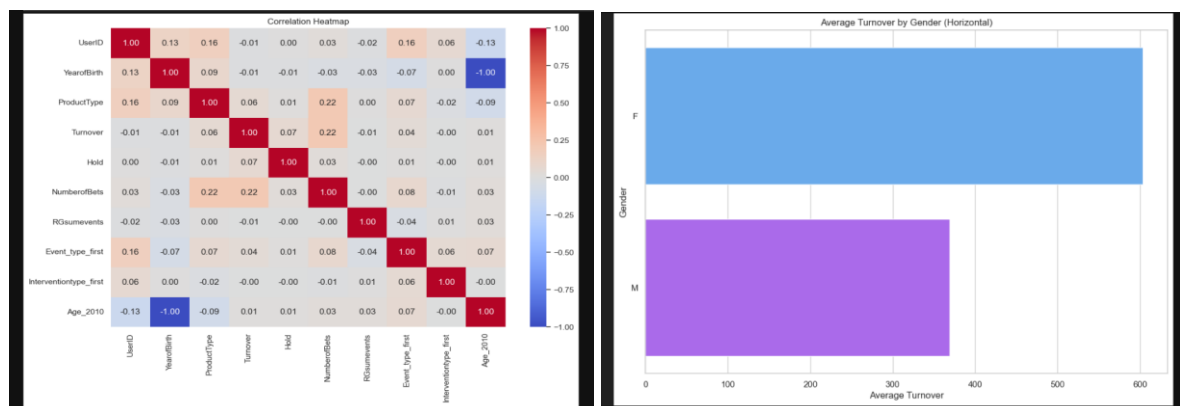 Correlation Heatmap
UserID 1.00 0.13 0.16 -0.01 0.00 0.03 -0.02 0.16 0.06 -0.13
YearofBirth 0.13 1.00 0.09 -0.01 -0.01 -0.03 -0.03 -0.07 0.00 -1.00
ProductType 0.16 0.09 1.00 0.06 0.01 0.22 0.00 0.07 -0.02 -0.09
Turnover -0.01 -0.01 0.06 1.00 0.07 0.22 -0.01 0.04 -0.00 0.01
Hold 0.00 -0.01 0.01 0.07 1.00 0.03 -0.00 0.01 -0.00 0.01
NumberofBets 0.03 -0.03 0.22 0.22 0.03 1.00 -0.00 0.08 -0.01 0.03
RGsumevents -0.02 -0.03 0.00 -0.01 -0.00 -0.00 1.00 -0.04 0.01 0.03
Event_type_first 0.16 -0.07 0.07 0.04 0.01 0.08 -0.04 1.00 0.06 0.07
Interventiontype_first 0.06 0.00 -0.02 -0.00 -0.00 -0.01 0.01 0.06 1.00 -0.00
Age_2010 -0.13 -1.00 -0.09 0.01 0.01 0.03 0.03 0.07 -0.00 1.00
UserID YearofBirth ProductType Turnover Hold NumberofBets RGsumevents Event_type_first Interventiontype_first Age_2010
1.00
0.75
0.50
0.25
0.00
-0.25
-0.50
-0.75
-1.00
Average Turnover by Gender (Horizontal)
F
Gender
M
0 100 200 300 400 500 600
Average Turnover